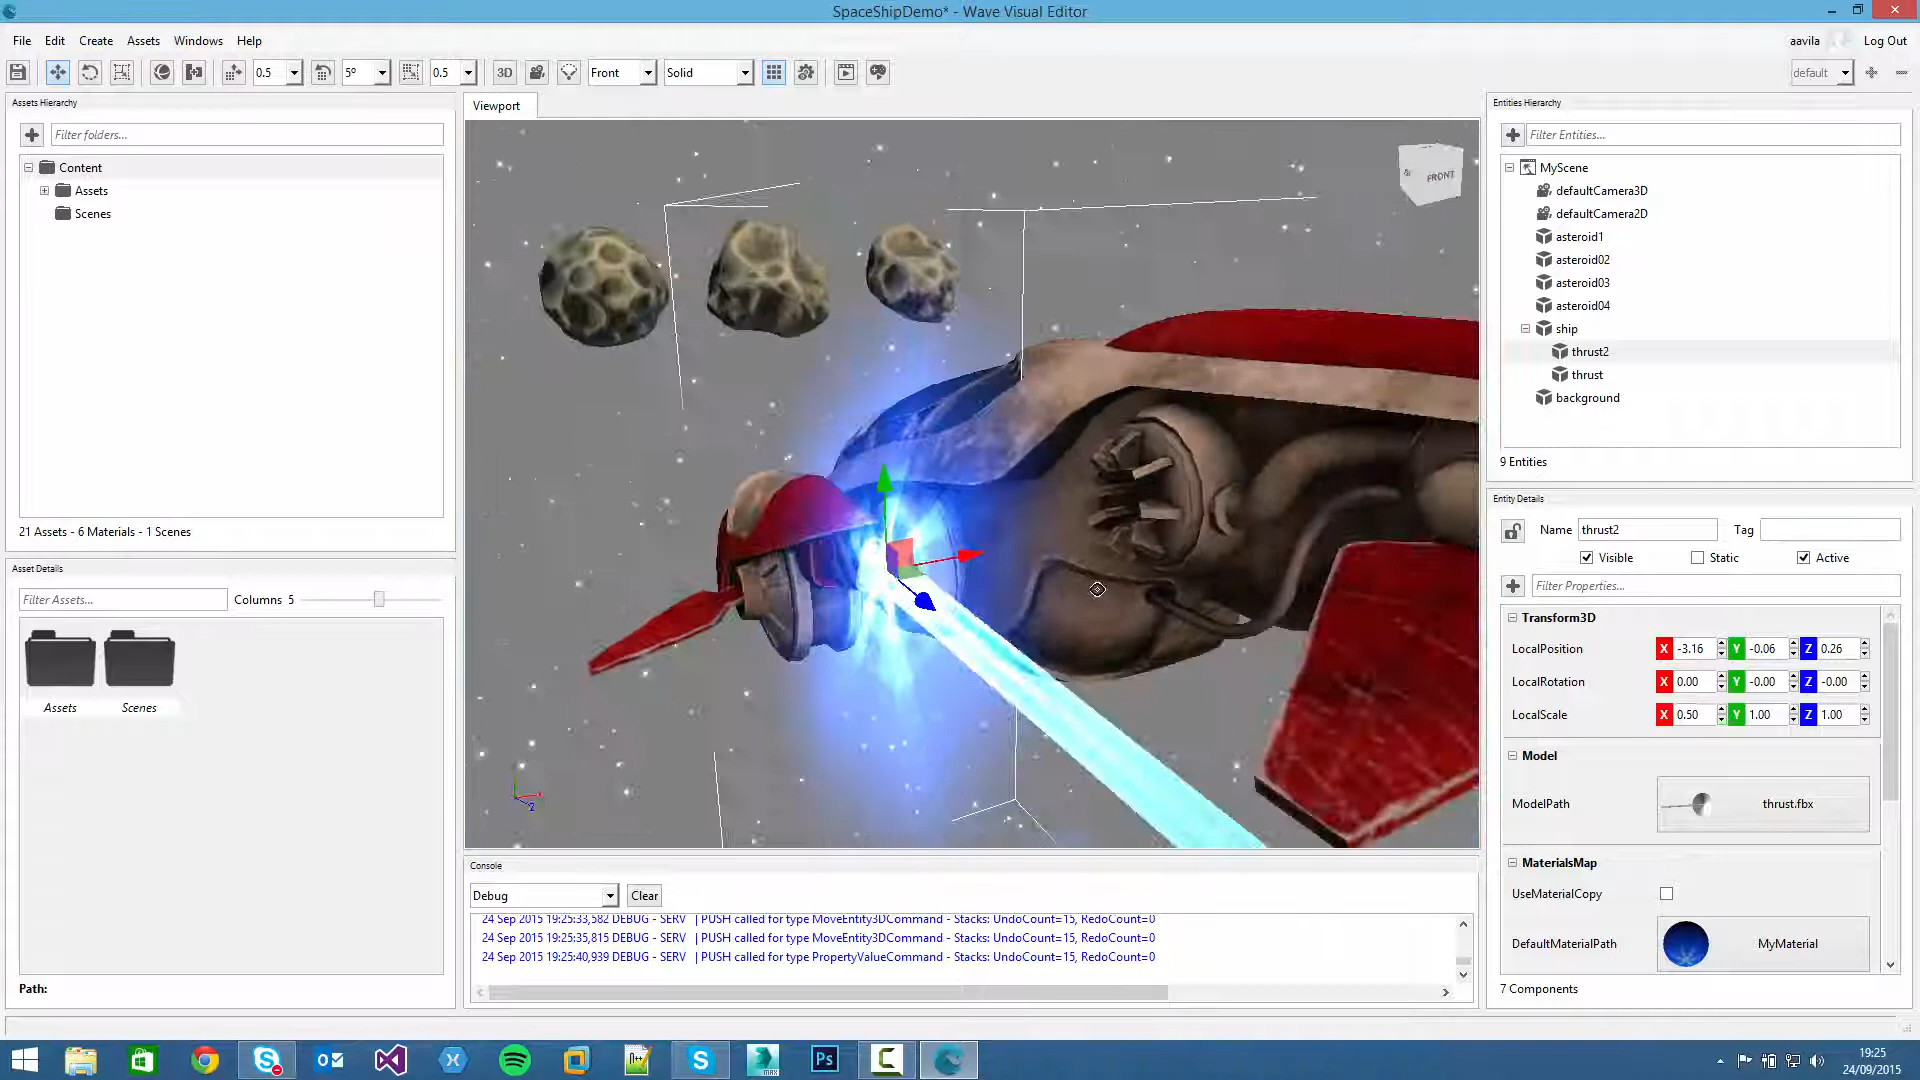 SpaceShipDemo* - Wave Visual Editor
File Edit Create Assets Windows Help
aavila Log Out
0.5 5º 0.5 3D Front Solid default
Assets Hierarchy
Filter folders...
Content
Assets
Scenes
21 Assets - 6 Materials - 1 Scenes
Asset Details
Filter Assets... Columns 5
Assets Scenes
Path:
Viewport
FRONT
Console
Debug Clear
24 Sep 2015 19:25:33,582 DEBUG - SERV | PUSH called for type MoveEntity3DCommand - Stacks: UndoCount=15, RedoCount=0
24 Sep 2015 19:25:35,815 DEBUG - SERV | PUSH called for type MoveEntity3DCommand - Stacks: UndoCount=15, RedoCount=0
24 Sep 2015 19:25:40,939 DEBUG - SERV | PUSH called for type PropertyValueCommand - Stacks: UndoCount=15, RedoCount=0
Entities Hierarchy
Filter Entities...
MyScene
defaultCamera3D
defaultCamera2D
asteroid1
asteroid02
asteroid03
asteroid04
ship
thrust2
thrust
background
9 Entities
Entity Details
Name thrust2 Tag
Visible Static Active
Filter Properties...
Transform3D
LocalPosition X -3.16 Y -0.06 Z 0.26
LocalRotation X 0.00 Y -0.00 Z -0.00
LocalScale X 0.50 Y 1.00 Z 1.00
Model
ModelPath thrust.fbx
MaterialsMap
UseMaterialCopy
DefaultMaterialPath MyMaterial
7 Components
Ps
19:25
24/09/2015